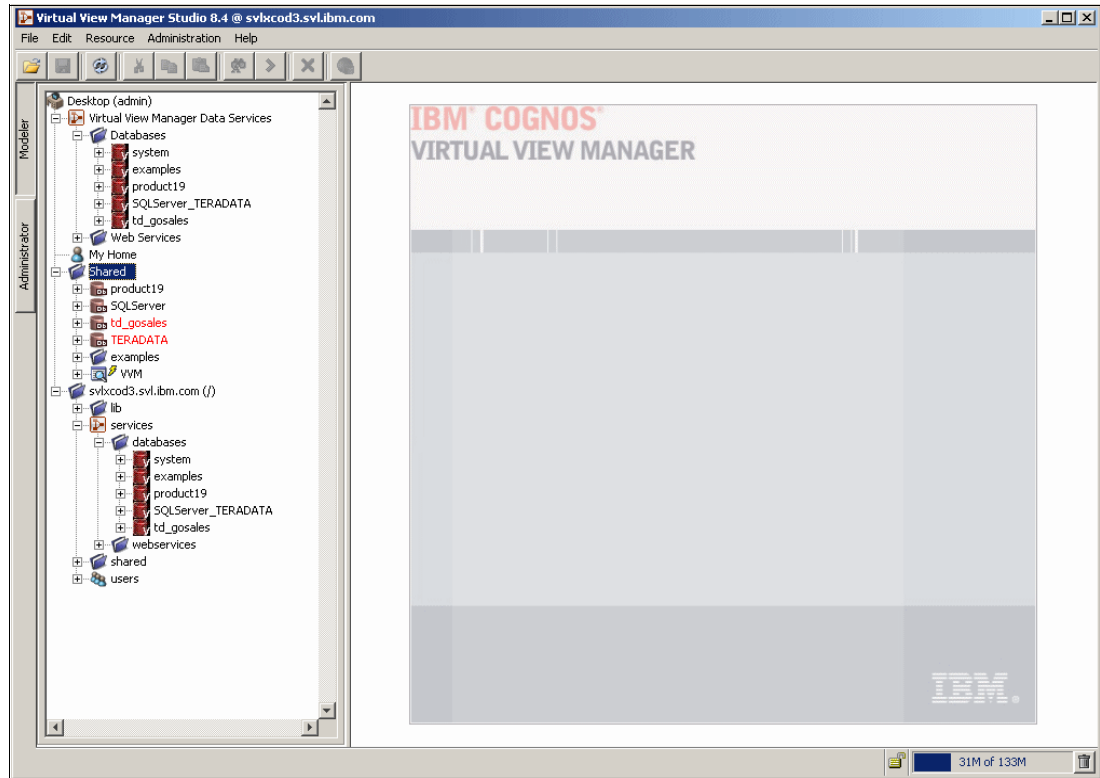 Virtual View Manager Studio 8.4 @ svlxcod3.svl.ibm.com
File Edit Resource Administration Help
Modeler
Administrator
Desktop (admin)
Virtual View Manager Data Services
Databases
system
examples
product19
SQLServer_TERADATA
td_gosales
Web Services
My Home
Shared
product19
SQLServer
td_gosales
TERADATA
examples
VVM
svlxcod3.svl.ibm.com (/)
lib
services
databases
system
examples
product19
SQLServer_TERADATA
td_gosales
webservices
shared
users
IBM® COGNOS®
VIRTUAL VIEW MANAGER
IBM®
31M of 133M